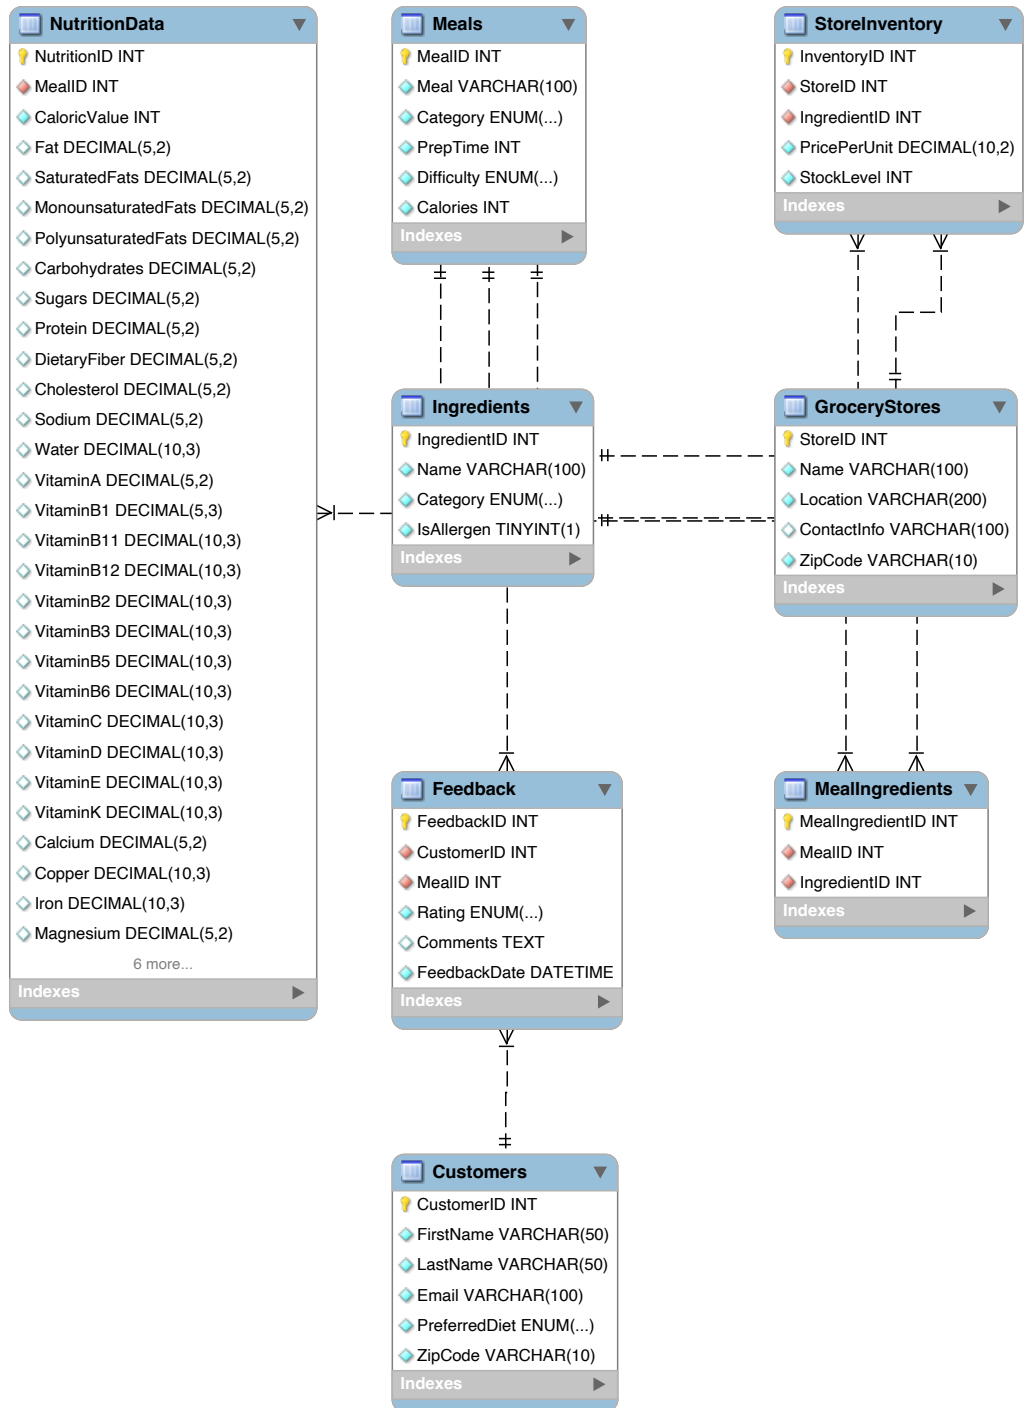 NutritionData
NutritionID INT
MealID INT
CaloricValue INT
Fat DECIMAL(5,2)
SaturatedFats DECIMAL(5,2)
MonounsaturatedFats DECIMAL(5,2)
PolyunsaturatedFats DECIMAL(5,2)
Carbohydrates DECIMAL(5,2)
Sugars DECIMAL(5,2)
Protein DECIMAL(5,2)
DietaryFiber DECIMAL(5,2)
Cholesterol DECIMAL(5,2)
Sodium DECIMAL(5,2)
Water DECIMAL(10,3)
VitaminA DECIMAL(5,2)
VitaminB1 DECIMAL(5,3)
VitaminB11 DECIMAL(10,3)
VitaminB12 DECIMAL(10,3)
VitaminB2 DECIMAL(10,3)
VitaminB3 DECIMAL(10,3)
VitaminB5 DECIMAL(10,3)
VitaminB6 DECIMAL(10,3)
VitaminC DECIMAL(10,3)
VitaminD DECIMAL(10,3)
VitaminE DECIMAL(10,3)
VitaminK DECIMAL(10,3)
Calcium DECIMAL(5,2)
Copper DECIMAL(10,3)
Iron DECIMAL(10,3)
Magnesium DECIMAL(5,2)
6 more...
Indexes
Meals
MealID INT
Meal VARCHAR(100)
Category ENUM(...)
PrepTime INT
Difficulty ENUM(...)
Calories INT
Indexes
StoreInventory
InventoryID INT
StoreID INT
IngredientID INT
PricePerUnit DECIMAL(10,2)
StockLevel INT
Indexes
Ingredients
IngredientID INT
Name VARCHAR(100)
Category ENUM(...)
IsAllergen TINYINT(1)
Indexes
GroceryStores
StoreID INT
Name VARCHAR(100)
Location VARCHAR(200)
ContactInfo VARCHAR(100)
ZipCode VARCHAR(10)
Indexes
Feedback
FeedbackID INT
CustomerID INT
MealID INT
Rating ENUM(...)
Comments TEXT
FeedbackDate DATETIME
Indexes
MealIngredients
MealIngredientID INT
MealID INT
IngredientID INT
Indexes
Customers
CustomerID INT
FirstName VARCHAR(50)
LastName VARCHAR(50)
Email VARCHAR(100)
PreferredDiet ENUM(...)
ZipCode VARCHAR(10)
Indexes